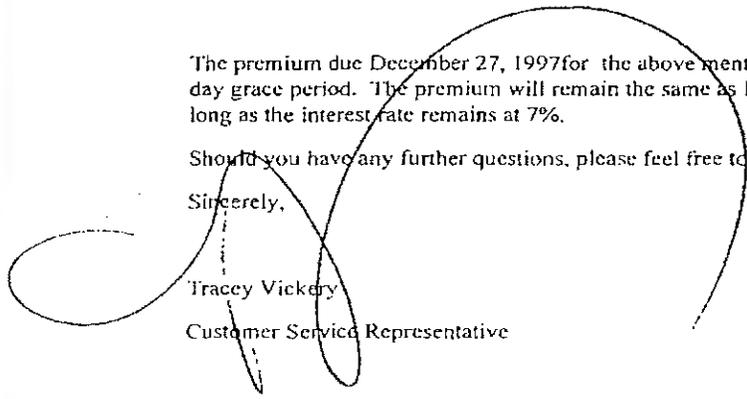 The premium due December 27, 1997for the above ment
day grace period. The premium will remain the same as
long as the interest rate remains at 7%.
Should you have any further questions, please feel free to
Sincerely,
Tracey Vickery
Customer Service Representative